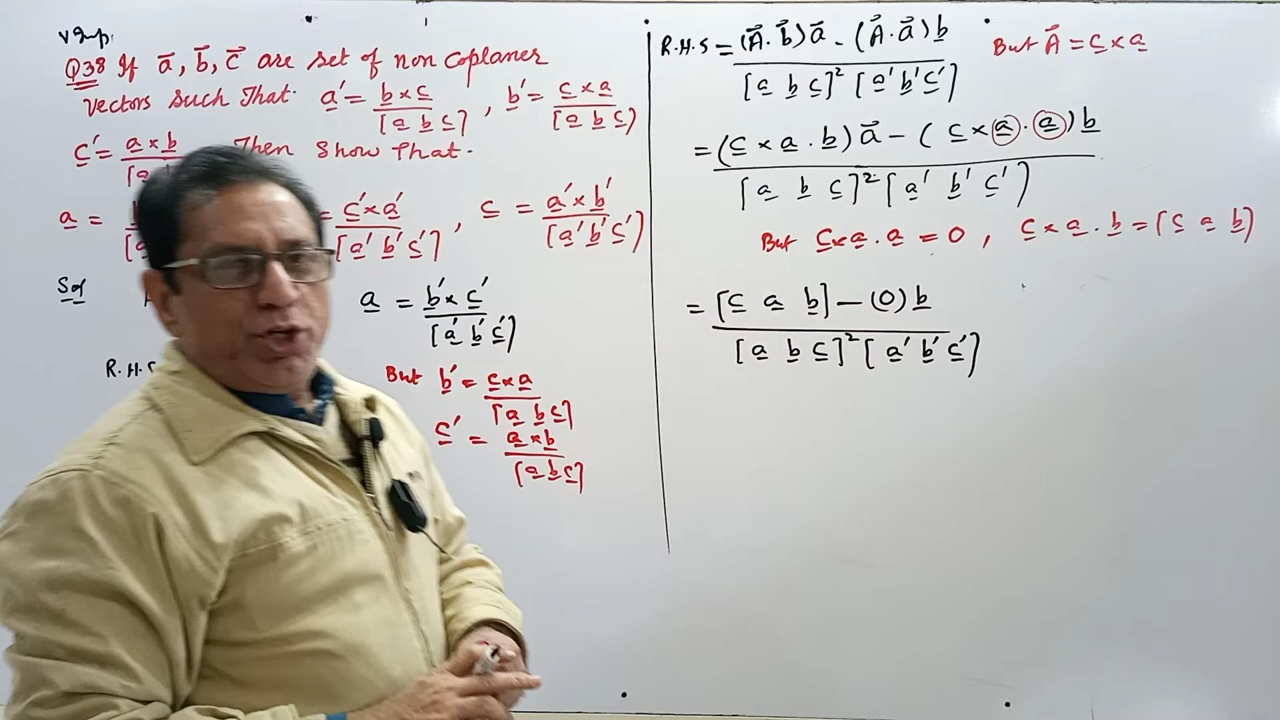 v Imp.
Q38 If a⃗, b⃗, c⃗ are set of non coplaner
vectors such That a̲′ = b̲ × c̲ / [a̲ b̲ c̲], b̲′ = c̲ × a̲ / [a̲ b̲ c̲]
c̲′ = a̲ × b̲ / [a̲ Then show That
a̲ = = c̲′ × a̲′ / [a̲′ b̲′ c̲′], c̲ = a̲′ × b̲′ / [a̲′ b̲′ c̲′]
Sol a̲ = b̲′ × c̲′ / [a̲′ b̲′ c̲′]
R.H.S
But b̲′ = c̲ × a̲ / [a̲ b̲ c̲]
c̲′ = a̲ × b̲ / [a̲ b̲ c̲]
R.H.S = (A⃗ . b⃗) a⃗ - (A⃗ . a⃗) b̲ / [a̲ b̲ c̲]² [a̲′ b̲′ c̲′] But A⃗ = c̲ × a̲
= (c̲ × a̲ . b̲) a⃗ - (c̲ × a̲ . a̲) b̲ / [a̲ b̲ c̲]² [a̲′ b̲′ c̲′]
But c̲ × a̲ . a̲ = 0, c̲ × a̲ . b̲ = [c̲ a̲ b̲]
= [c̲ a̲ b̲] - (0) b̲ / [a̲ b̲ c̲]² [a̲′ b̲′ c̲′]